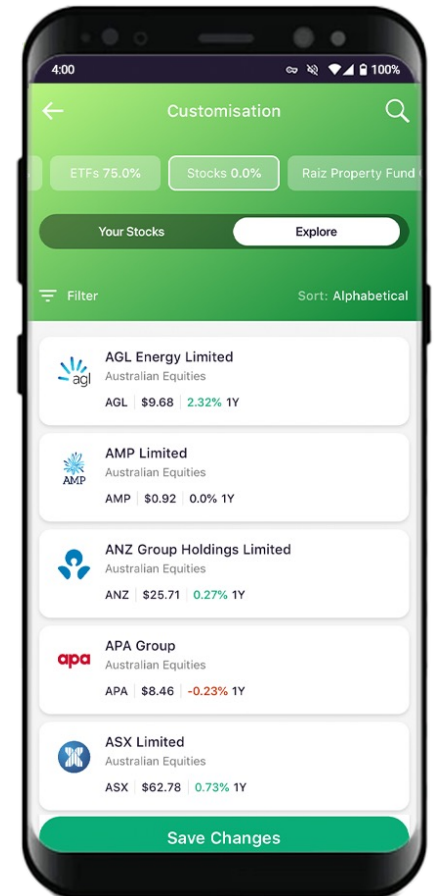 4:00
100%
Customisation
ETFs 75.0%
Stocks 0.0%
Raiz Property Fund
Your Stocks
Explore
Filter
Sort: Alphabetical
agl
AGL Energy Limited
Australian Equities
AGL $9.68 2.32% 1Y
AMP
AMP Limited
Australian Equities
AMP $0.92 0.0% 1Y
ANZ Group Holdings Limited
Australian Equities
ANZ $25.71 0.27% 1Y
apa
APA Group
Australian Equities
APA $8.46 -0.23% 1Y
ASX Limited
Australian Equities
ASX $62.78 0.73% 1Y
Save Changes